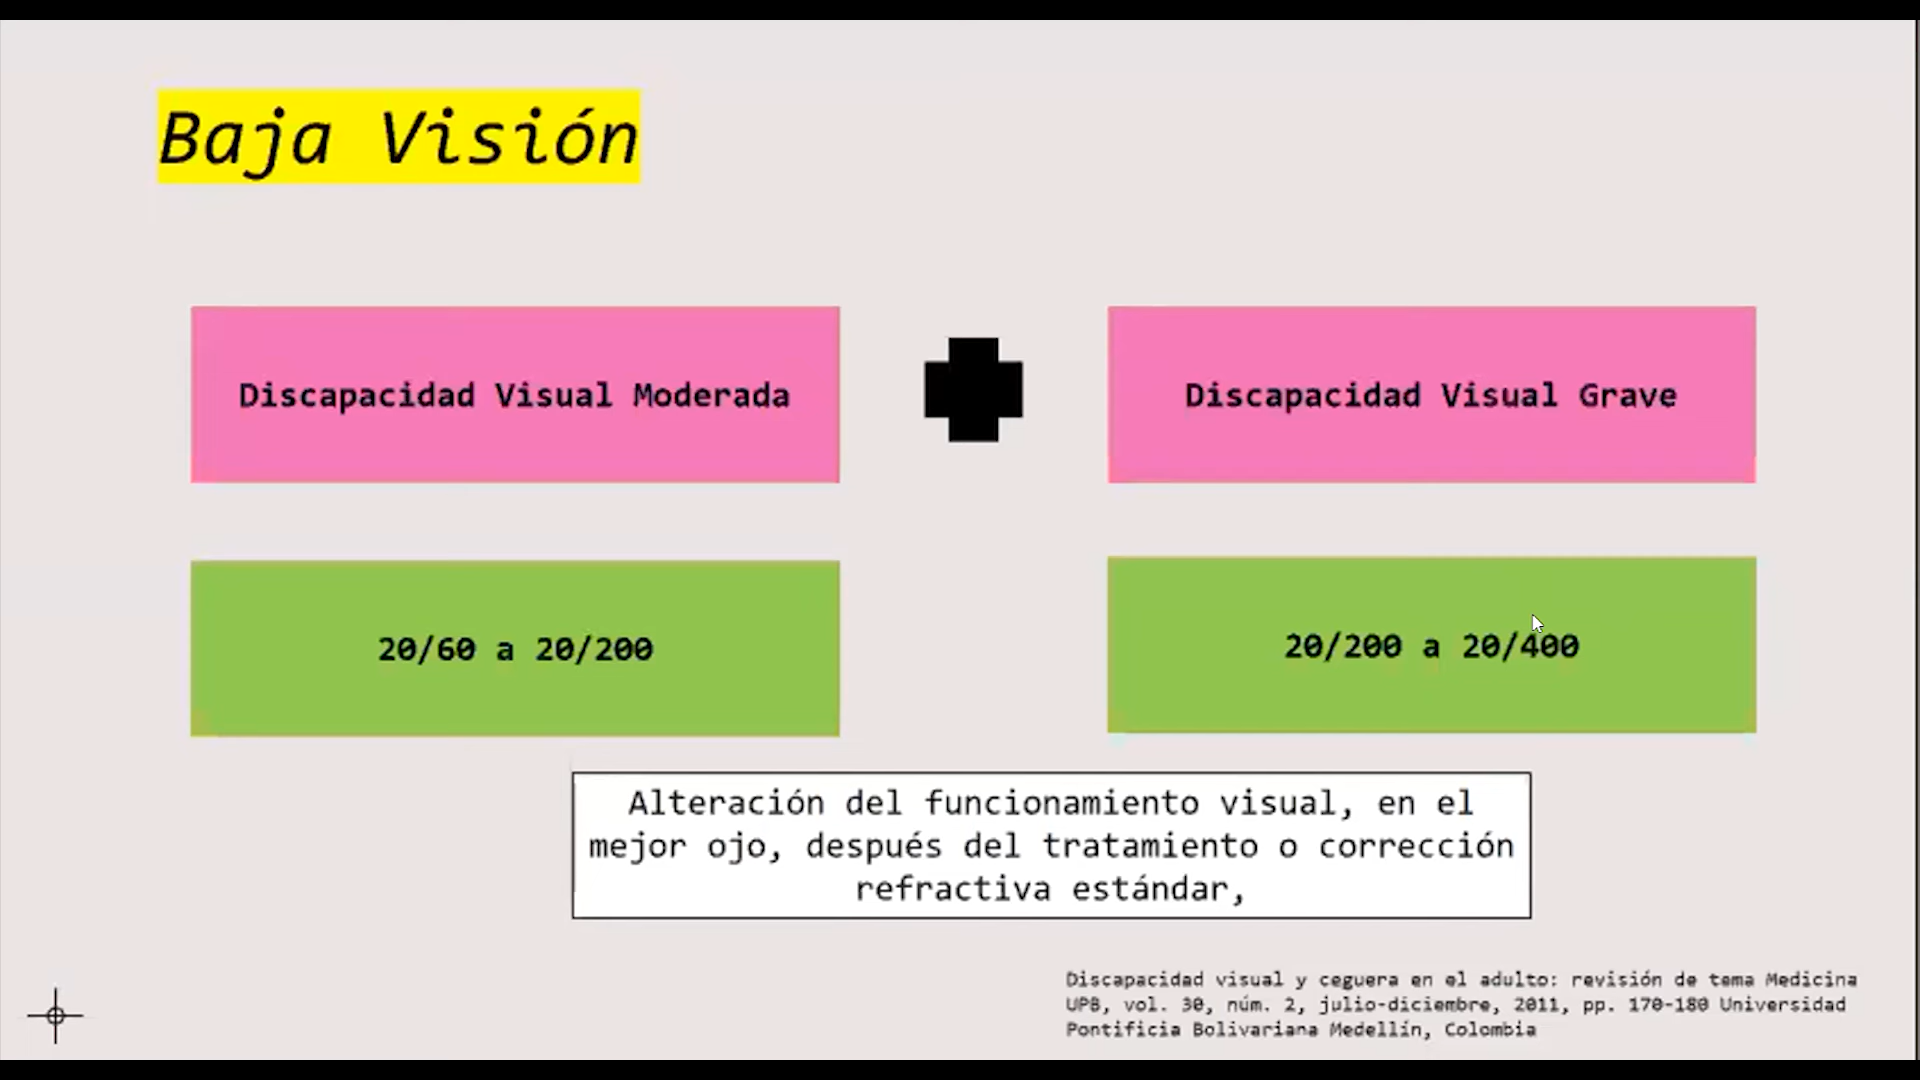 Baja Visión
Discapacidad Visual Moderada
Discapacidad Visual Grave
20/60 a 20/200
20/200 a 20/400
Alteración del funcionamiento visual, en el
mejor ojo, después del tratamiento o corrección
refractiva estándar,
Discapacidad visual y ceguera en el adulto: revisión de tema Medicina
UPB, vol. 30, núm. 2, julio-diciembre, 2011, pp. 170-180 Universidad
Pontificia Bolivariana Medellín, Colombia